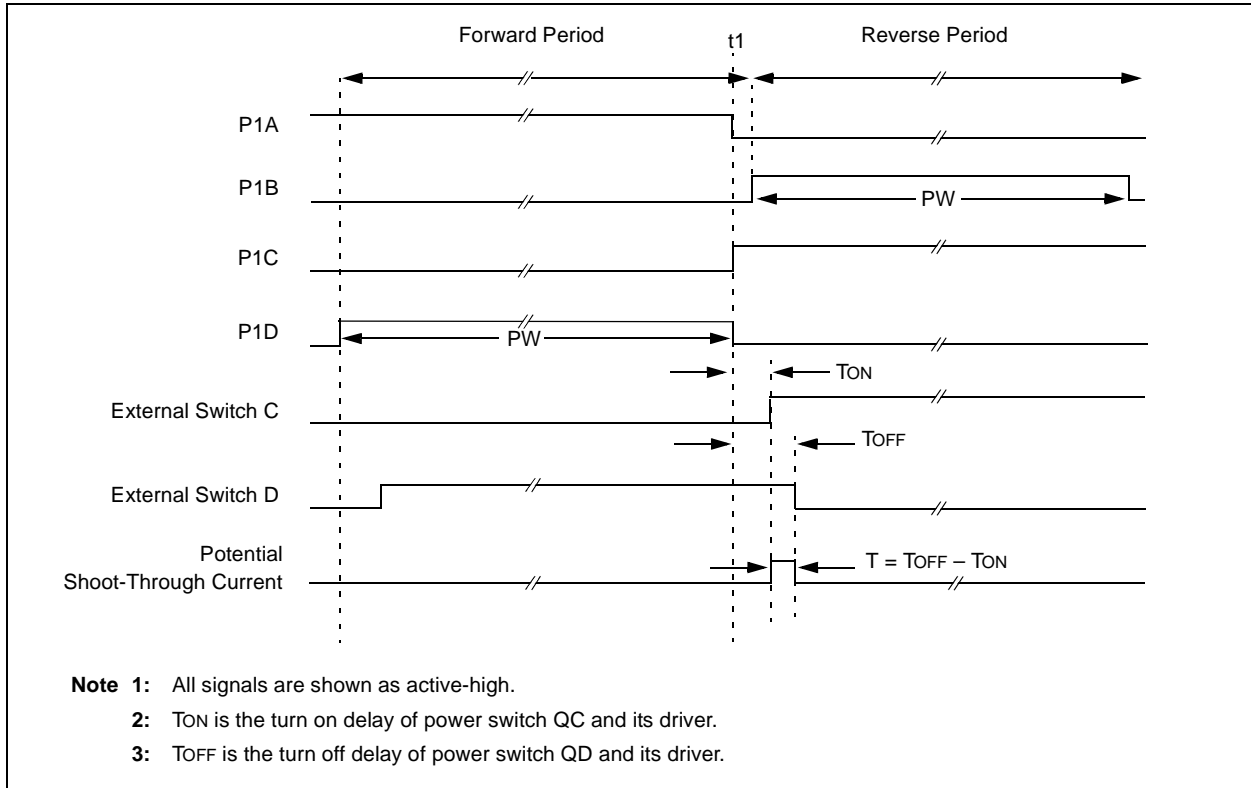 Forward Period
t1
Reverse Period
P1A
P1B
PW
P1C
P1D
PW
TON
External Switch C
TOFF
External Switch D
Potential
Shoot-Through Current
T = TOFF – TON
Note 1: All signals are shown as active-high.
2: TON is the turn on delay of power switch QC and its driver.
3: TOFF is the turn off delay of power switch QD and its driver.